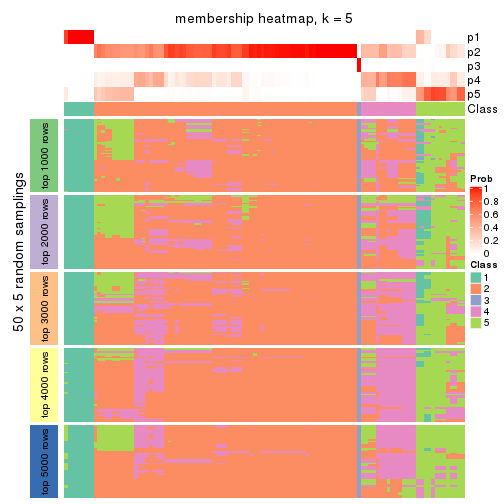 membership heatmap, k = 5
p1
p2
p3
p4
p5
Class
50 x 5 random samplings
top 1000 rows
top 2000 rows
top 3000 rows
top 4000 rows
top 5000 rows
Prob
1
0.8
0.6
0.4
0.2
0
Class
1
2
3
4
5